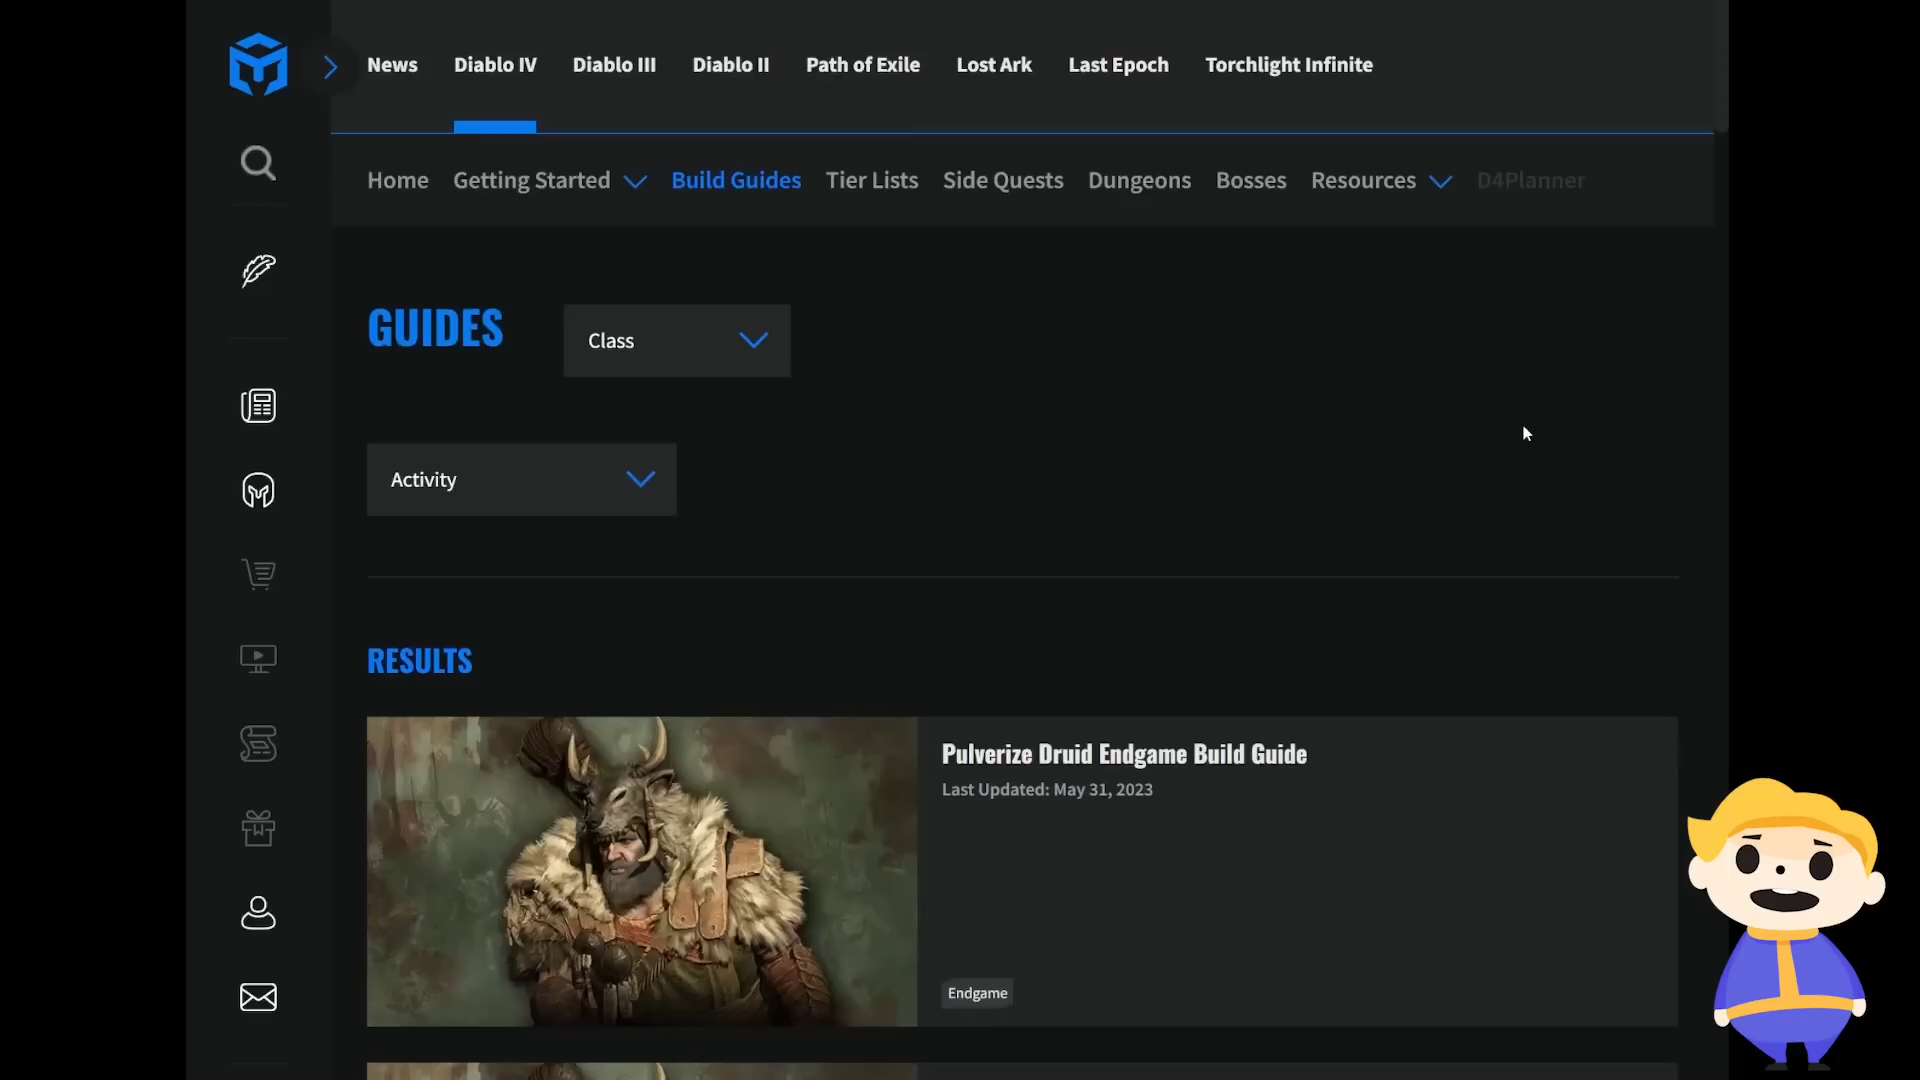 News Diablo IV Diablo III Diablo II Path of Exile Lost Ark Last Epoch Torchlight Infinite
Home Getting Started Build Guides Tier Lists Side Quests Dungeons Bosses Resources D4Planner
GUIDES
Class
Activity
RESULTS
Pulverize Druid Endgame Build Guide
Last Updated: May 31, 2023
Endgame